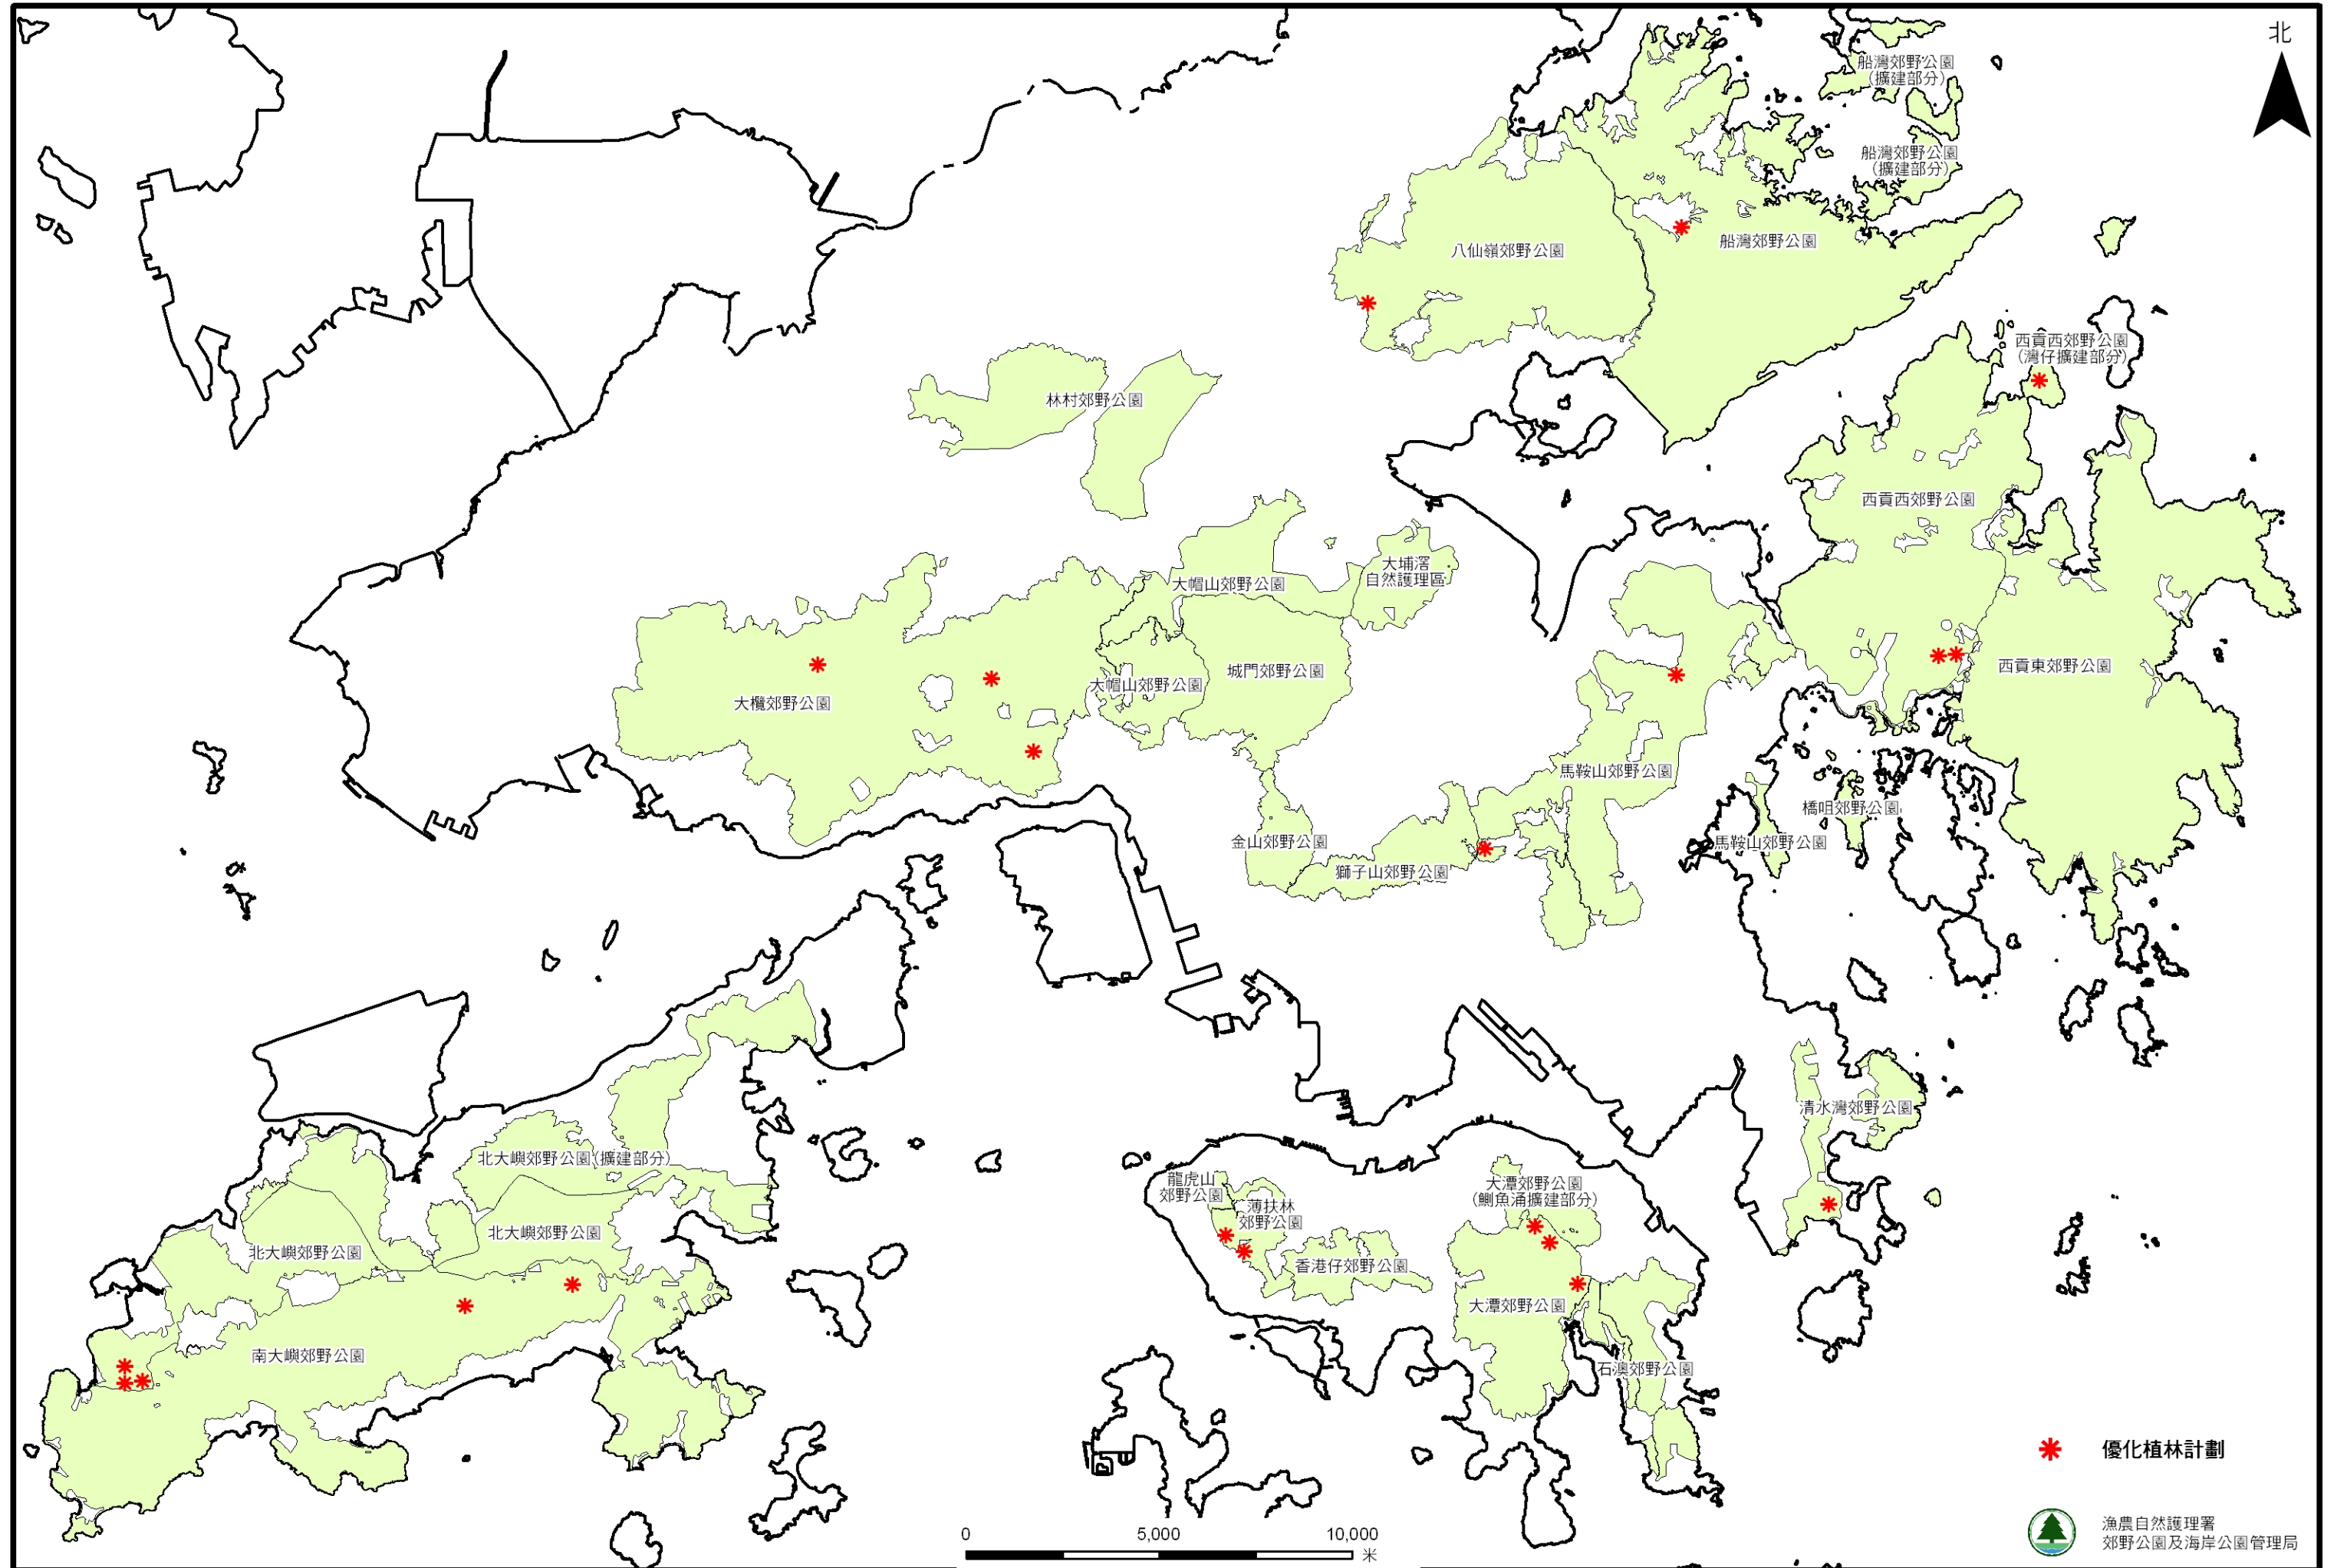 北
船灣郊野公園
(擴建部分)
船灣郊野公園
(擴建部分)
八仙嶺郊野公園
船灣郊野公園
西貢西郊野公園
(灣仔擴建部分)
林村郊野公園
西貢西郊野公園
大埔滘
自然護理區
大帽山郊野公園
城門郊野公園
西貢東郊野公園
大帽山郊野公園
大欖郊野公園
馬鞍山郊野公園
橋咀郊野公園
金山郊野公園
馬鞍山郊野公園
獅子山郊野公園
清水灣郊野公園
北大嶼郊野公園(擴建部分)
龍虎山
郊野公園
大潭郊野公園
(鰂魚涌擴建部分)
薄扶林
郊野公園
北大嶼郊野公園
北大嶼郊野公園
香港仔郊野公園
大潭郊野公園
南大嶼郊野公園
石澳郊野公園
優化植林計劃
漁農自然護理署
郊野公園及海岸公園管理局
0 5,000 10,000
米